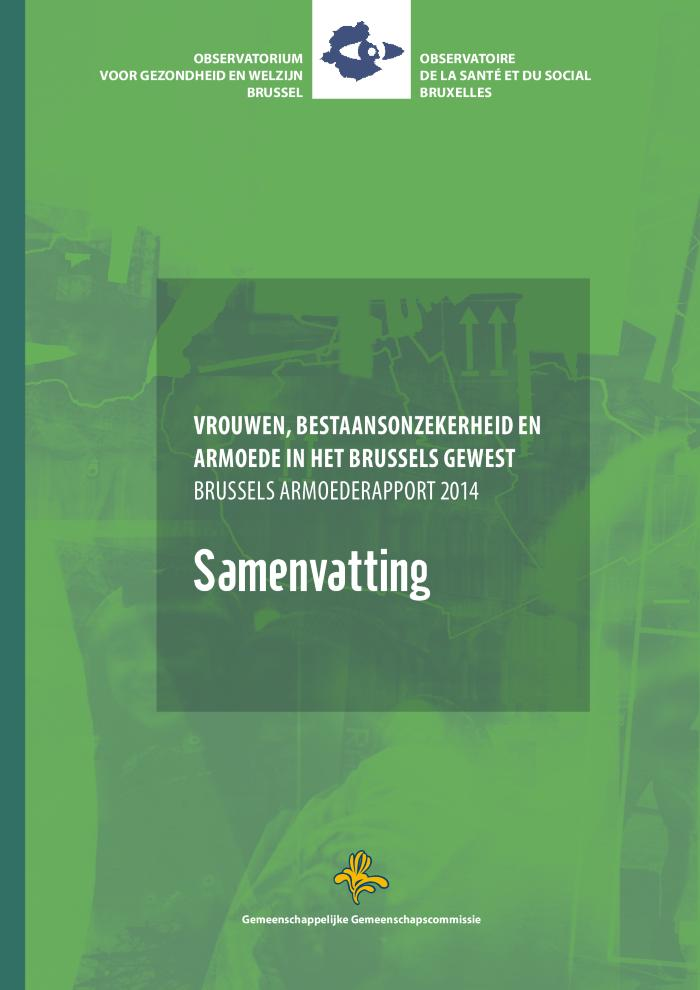 OBSERVATORIUM
VOOR GEZONDHEID EN WELZIJN
BRUSSEL
OBSERVATOIRE
DE LA SANTÉ ET DU SOCIAL
BRUXELLES
VROUWEN, BESTAANSONZEKERHEID EN
ARMOEDE IN HET BRUSSELS GEWEST
BRUSSELS ARMOEDERAPPORT 2014
Samenvatting
Gemeenschappelijke Gemeenschapscommissie